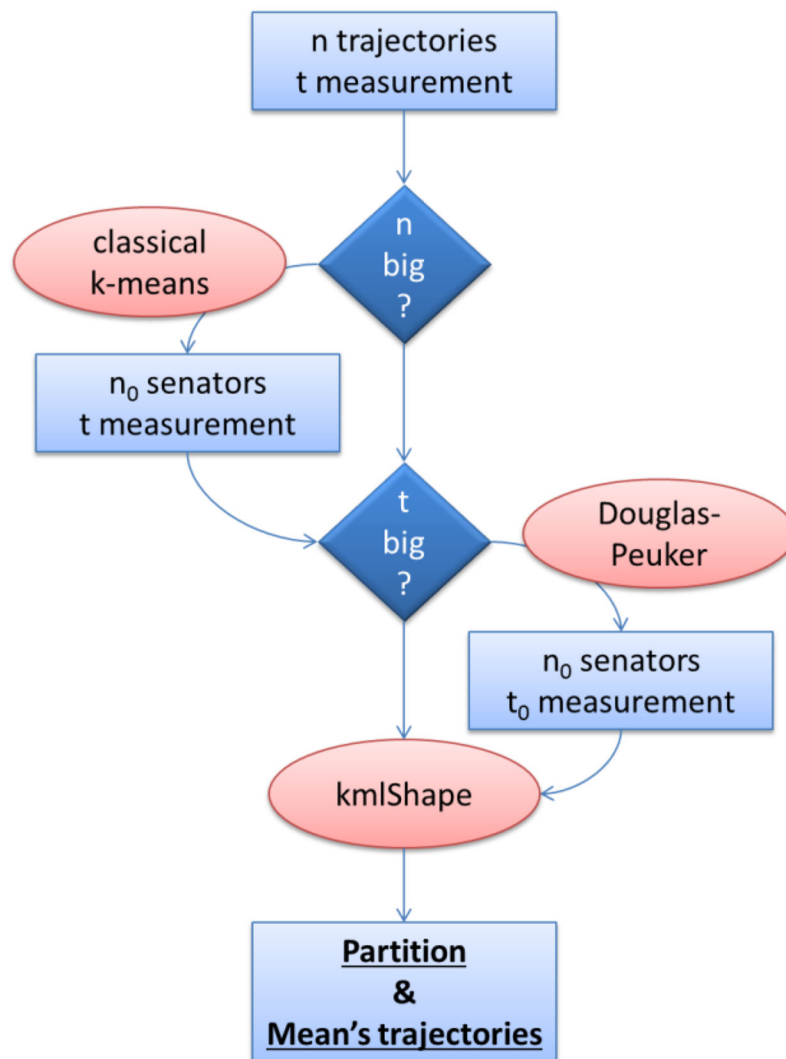 n trajectories
t measurement
n
big
?
classical
k-means
n₀ senators
t measurement
t
big
?
Douglas-
Peuker
n₀ senators
t₀ measurement
kmlShape
Partition
&
Mean's trajectories